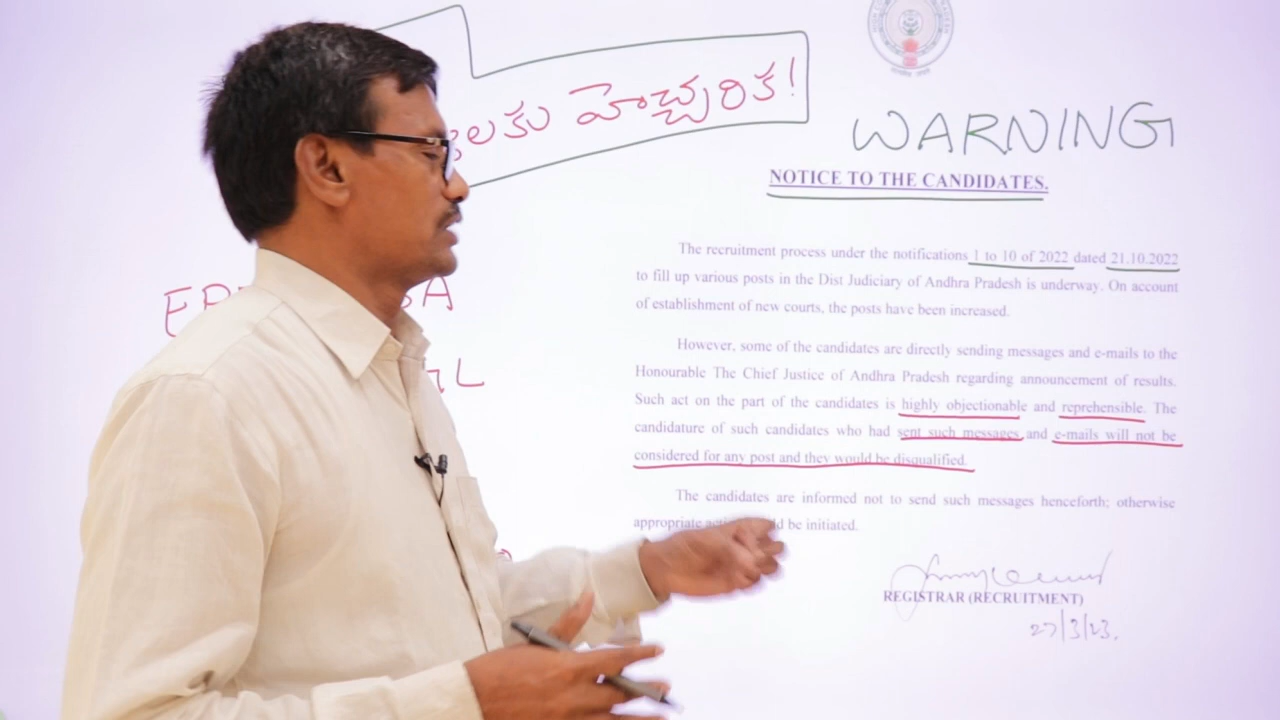 లకు హెచ్చరిక!
WARNING
NOTICE TO THE CANDIDATES.
The recruitment process under the notifications 1 to 10 of 2022 dated 21.10.2022
to fill up various posts in the Dist Judiciary of Andhra Pradesh is underway. On account
of establishment of new courts, the posts have been increased.
However, some of the candidates are directly sending messages and e-mails to the
Honourable The Chief Justice of Andhra Pradesh regarding announcement of results.
Such act on the part of the candidates is highly objectionable and reprehensible. The
candidature of such candidates who had sent such messages and e-mails will not be
considered for any post and they would be disqualified.
The candidates are informed not to send such messages henceforth; otherwise
appropriate be initiated.
REGISTRAR (RECRUITMENT)
27/3/23.